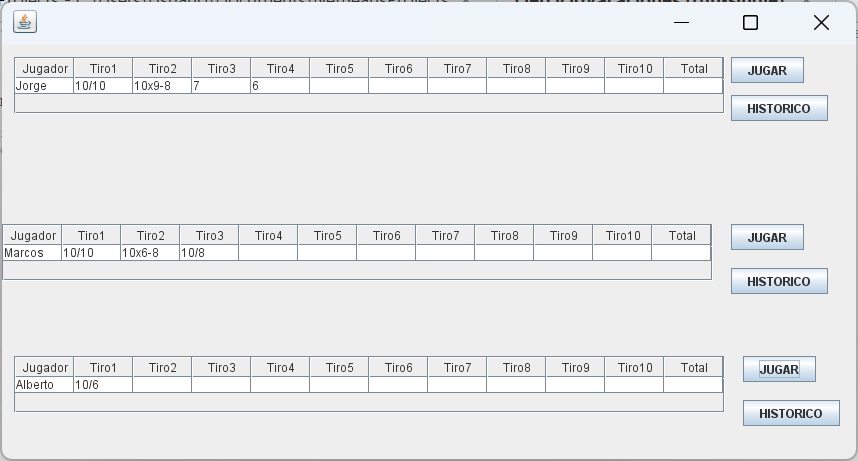 Jugador Tiro1 Tiro2 Tiro3 Tiro4 Tiro5 Tiro6 Tiro7 Tiro8 Tiro9 Tiro10 Total
JUGAR
Jorge 10/10 10x9-8 7 6
HISTORICO
Jugador Tiro1 Tiro2 Tiro3 Tiro4 Tiro5 Tiro6 Tiro7 Tiro8 Tiro9 Tiro10 Total
JUGAR
Marcos 10/10 10x6-8 10/8
HISTORICO
Jugador Tiro1 Tiro2 Tiro3 Tiro4 Tiro5 Tiro6 Tiro7 Tiro8 Tiro9 Tiro10 Total
JUGAR
Alberto 10/6
HISTORICO